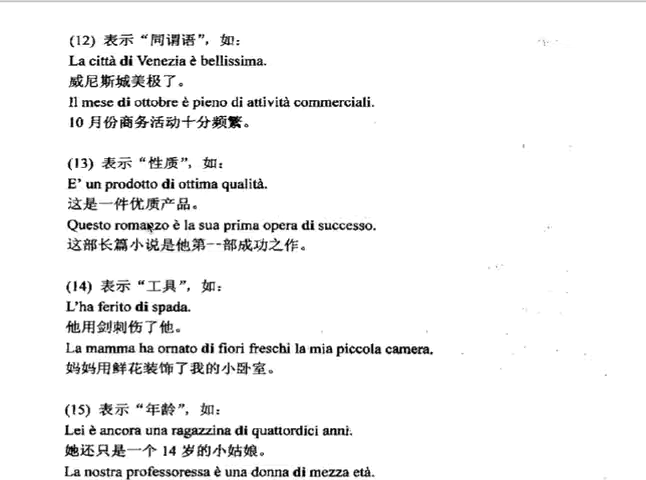 (12) 表示“同谓语”，如：
La città di Venezia è bellissima.
威尼斯城美极了。
Il mese di ottobre è pieno di attività commerciali.
10 月份商务活动十分频繁。
(13) 表示“性质”，如：
E' un prodotto di ottima qualità.
这是一件优质产品。
Questo romanzo è la sua prima opera di successo.
这部长篇小说是他第一部成功之作。
(14) 表示“工具”，如：
L'ha ferito di spada.
他用剑刺伤了他。
La mamma ha ornato di fiori freschi la mia piccola camera.
妈妈用鲜花装饰了我的小卧室。
(15) 表示“年龄”，如：
Lei è ancora una ragazzina di quattordici anni.
她还只是一个 14 岁的小姑娘。
La nostra professoressa è una donna di mezza età.